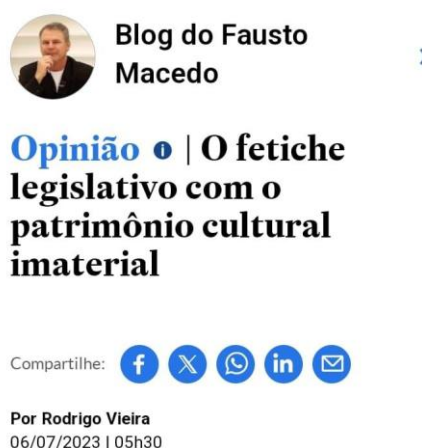 Blog do Fausto
Macedo
Opinião | O fetiche
legislativo com o
patrimônio cultural
imaterial
Compartilhe:
Por Rodrigo Vieira
06/07/2023 | 05h30